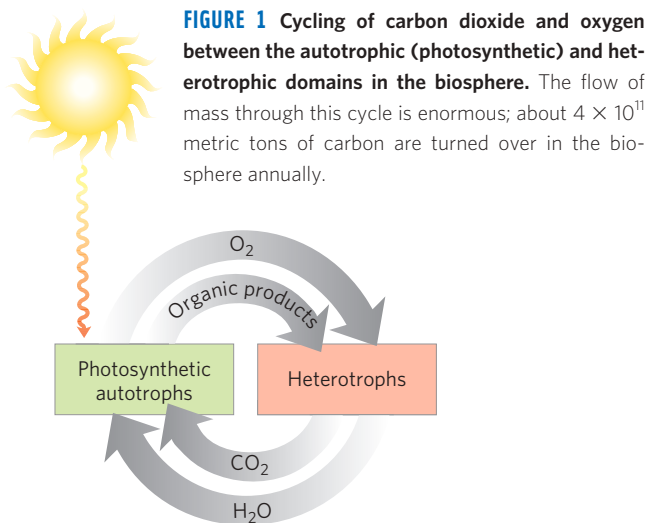 FIGURE 1 Cycling of carbon dioxide and oxygen
between the autotrophic (photosynthetic) and het-
erotrophic domains in the biosphere. The flow of
mass through this cycle is enormous; about 4 × 10¹¹
metric tons of carbon are turned over in the bio-
sphere annually.
O₂
Organic products
Photosynthetic
autotrophs
Heterotrophs
CO₂
H₂O